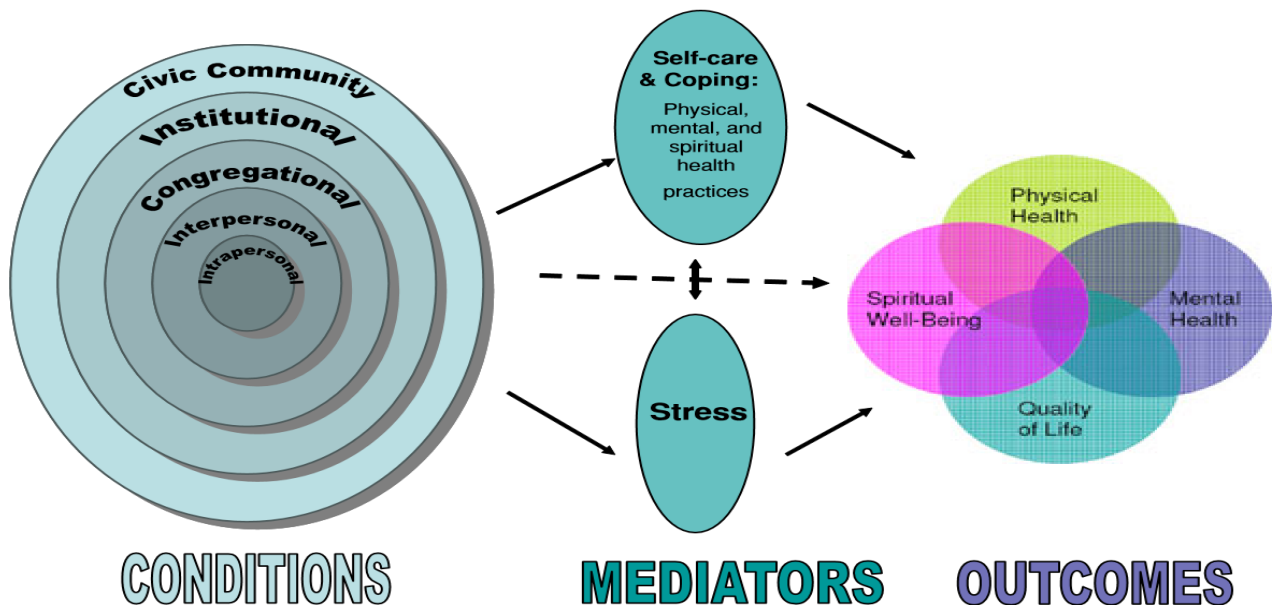 Civic Community
Institutional
Congregational
Interpersonal
Intrapersonal
Self-care
& Coping:
Physical,
mental, and
spiritual
health
practices
Stress
Physical
Health
Spiritual
Well-Being
Mental
Health
Quality
of Life
CONDITIONS
MEDIATORS
OUTCOMES